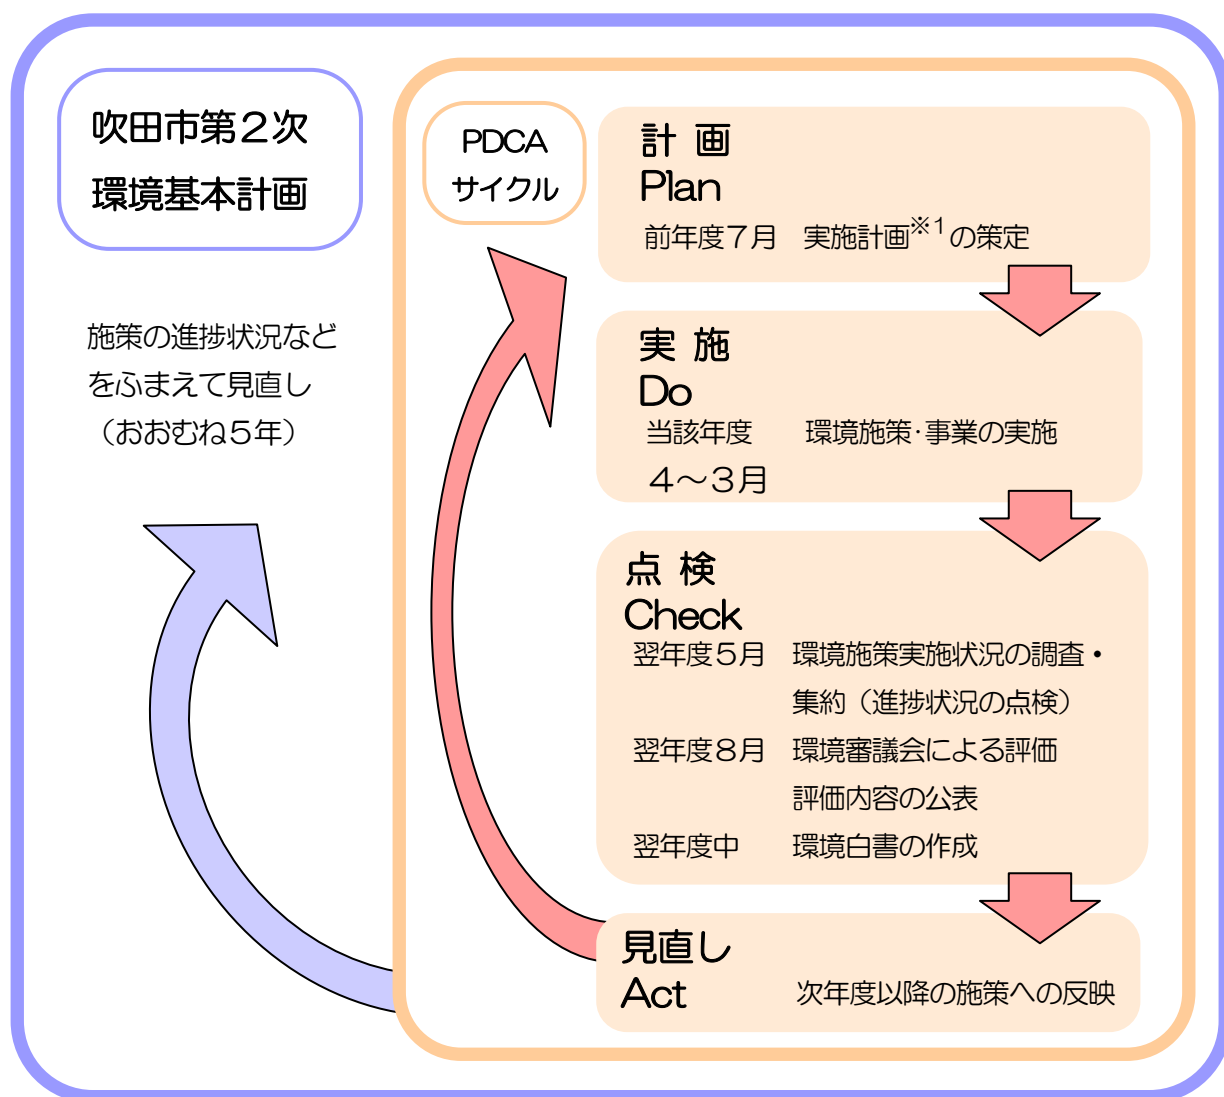 吹田市第２次
環境基本計画
施策の進捗状況など
をふまえて見直し
（おおむね５年）
PDCA
サイクル
計 画
Plan
前年度７月　実施計画※1の策定
実 施
Do
当該年度　　環境施策･事業の実施
４～３月
点 検
Check
翌年度５月　環境施策実施状況の調査・
集約（進捗状況の点検）
翌年度８月　環境審議会による評価
評価内容の公表
翌年度中　　環境白書の作成
見直し
Act　　次年度以降の施策への反映